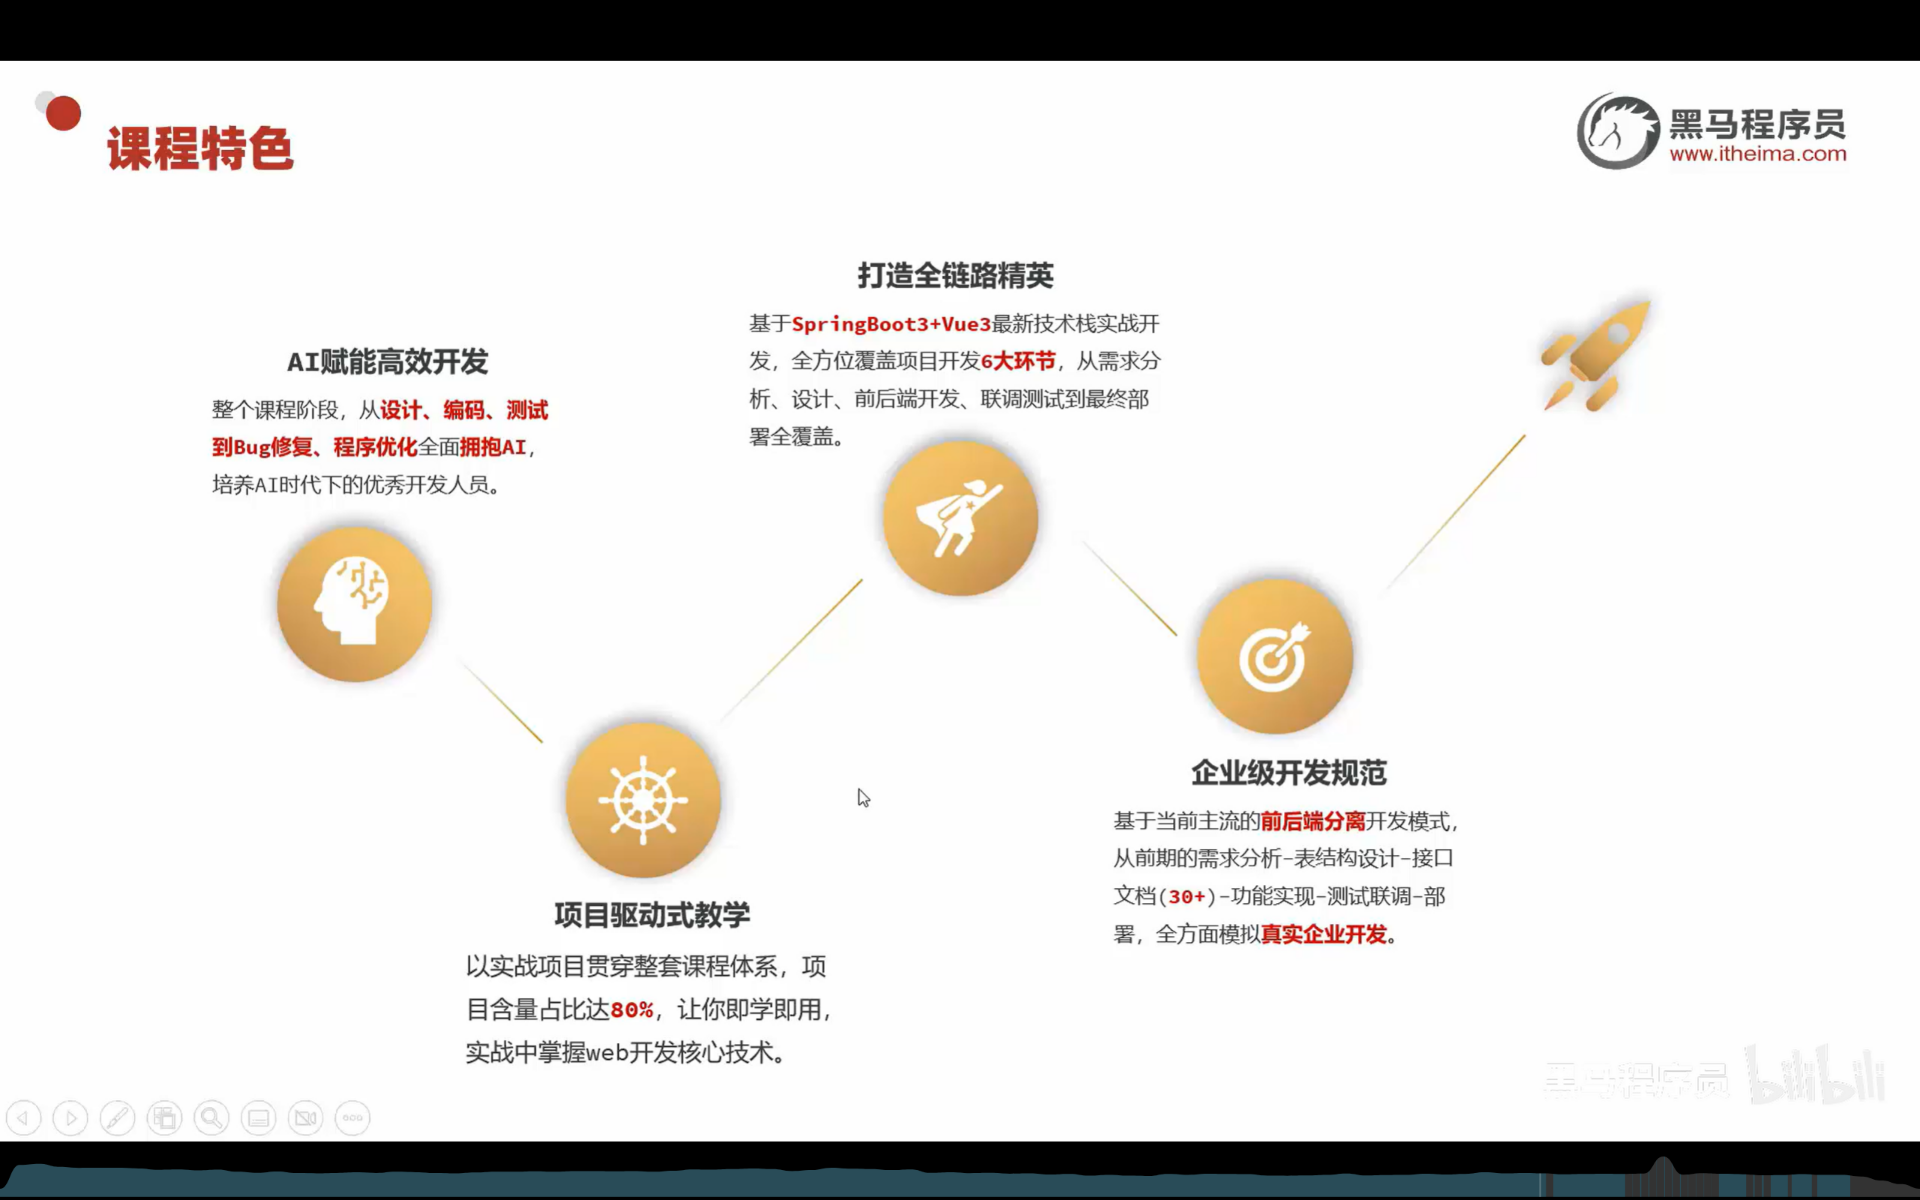 课程特色
黑马程序员
www.itheima.com
AI赋能高效开发
整个课程阶段，从设计、编码、测试
到Bug修复、程序优化全面拥抱AI，
培养AI时代下的优秀开发人员。
项目驱动式教学
以实战项目贯穿整套课程体系，项
目含量占比达80%，让你即学即用，
实战中掌握web开发核心技术。
打造全链路精英
基于SpringBoot3+Vue3最新技术栈实战开
发，全方位覆盖项目开发6大环节，从需求分
析、设计、前后端开发、联调测试到最终部
署全覆盖。
企业级开发规范
基于当前主流的前后端分离开发模式，
从前期的需求分析-表结构设计-接口
文档(30+)-功能实现-测试联调-部
署，全方面模拟真实企业开发。
黑马程序员 bilibili